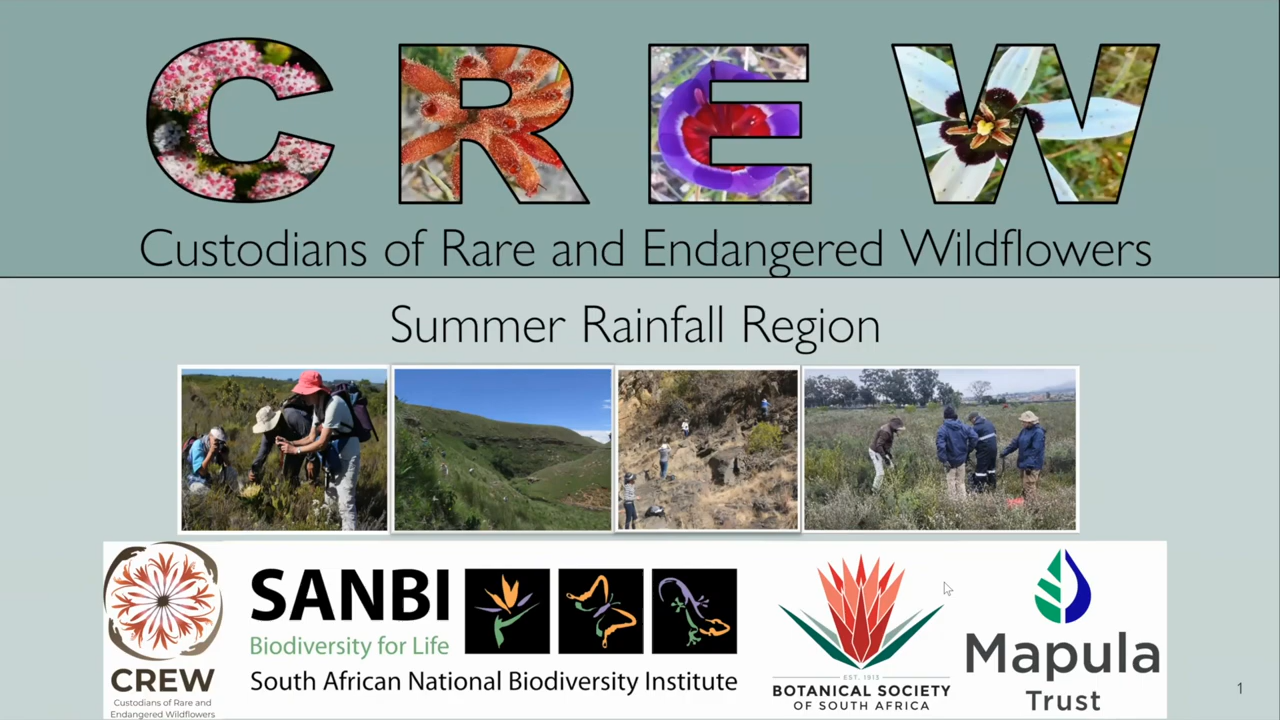 CREW
Custodians of Rare and Endangered Wildflowers
Summer Rainfall Region
CREW
Custodians of Rare and
Endangered Wildflowers
SANBI
Biodiversity for Life
South African National Biodiversity Institute
EST. 1913
BOTANICAL SOCIETY
OF SOUTH AFRICA
Mapula
Trust
1